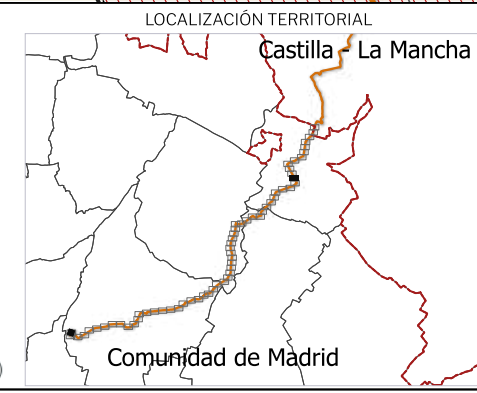 LOCALIZACIÓN TERRITORIAL
Castilla - La Mancha
Comunidad de Madrid